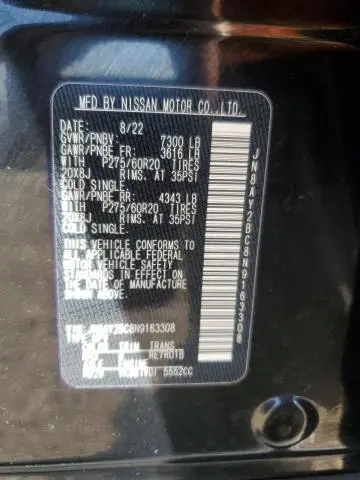 MFD BY NISSAN MOTOR CO., LTD.
DATE: 8/22
GVWR/PNBV: 7300 LB
GAWR/PNBE FR: 3616 LB
WITH P275/60R20 TIRES
20X8J RIMS. AT 35PSI
COLD SINGLE.
GAWR/PNBE RR: 4343 LB
WITH P275/60R20 TIRES
20X8J RIMS. AT 35PSI
COLD SINGLE.
THIS VEHICLE CONFORMS TO
ALL APPLICABLE FEDERAL
MOTOR VEHICLE SAFETY
STANDARDS IN EFFECT ON
THE DATE OF MANUFACTURE
SHOWN ABOVE.
C8N9163308
TRIM TRANS
RE7R01B
ENGINE
5552CC
JN8AY2BC8N9163308